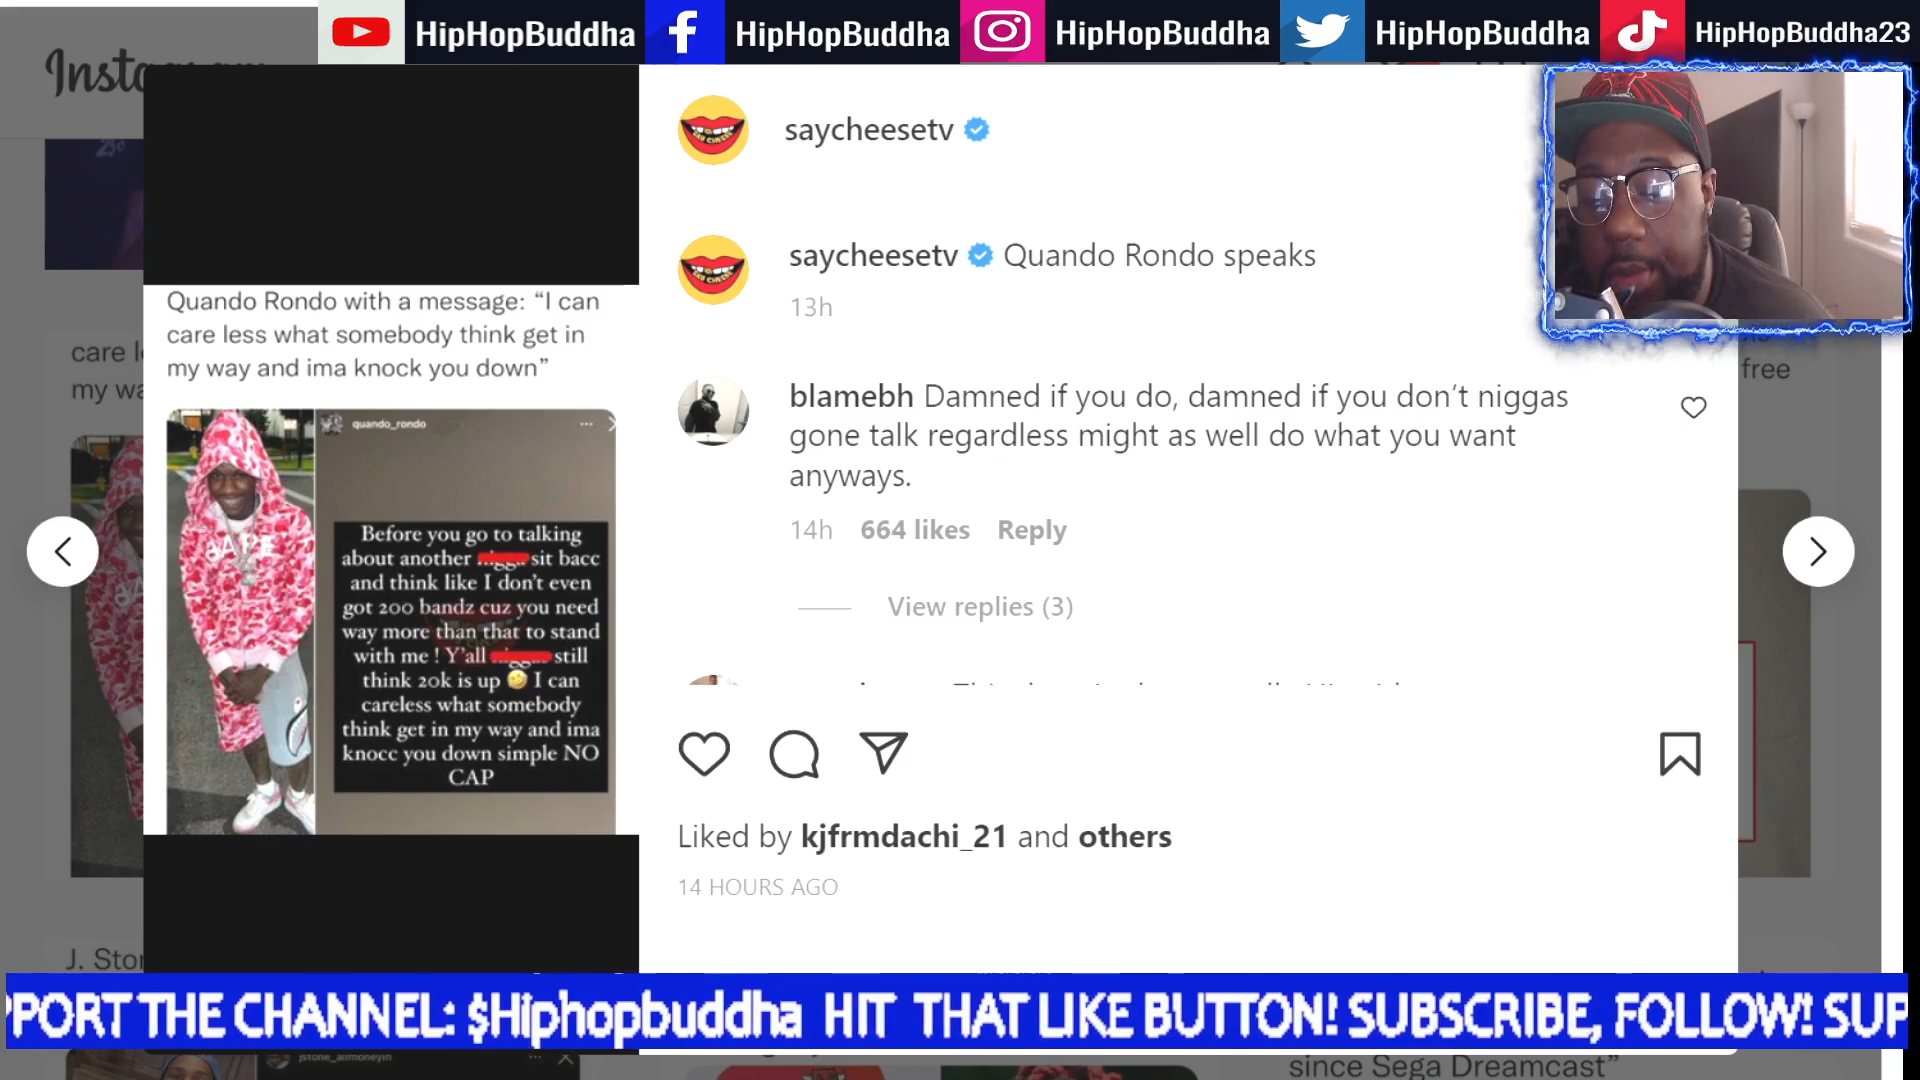 HipHopBuddha HipHopBuddha HipHopBuddha HipHopBuddha HipHopBuddha23
saycheesetv
Quando Rondo with a message: “I can
care less what somebody think get in
my way and ima knock you down”
quando_rondo
Before you go to talking
about another sit bacc
and think like I don't even
got 200 bandz cuz you need
way more than that to stand
with me ! Y'all still
think 20k is up 🤣 I can
careless what somebody
think get in my way and ima
knocc you down simple NO
CAP
saycheesetv Quando Rondo speaks
13h
blamebh Damned if you do, damned if you don’t niggas
gone talk regardless might as well do what you want
anyways.
14h 664 likes Reply
View replies (3)
Liked by kjfrmdachi_21 and others
14 HOURS AGO
care
my wa
free
J. Stor
PPORT THE CHANNEL: $Hiphopbuddha HIT THAT LIKE BUTTON! SUBSCRIBE, FOLLOW! SUP
jstone_allmoneyin
since Sega Dreamcast”